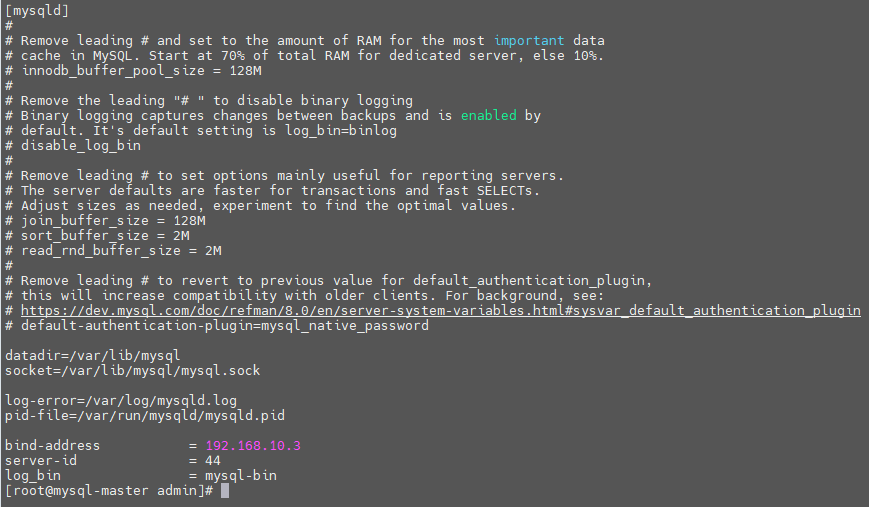 [mysqld]
#
# Remove leading # and set to the amount of RAM for the most important data
# cache in MySQL. Start at 70% of total RAM for dedicated server, else 10%.
# innodb_buffer_pool_size = 128M
#
# Remove the leading "# " to disable binary logging
# Binary logging captures changes between backups and is enabled by
# default. It's default setting is log_bin=binlog
# disable_log_bin
#
# Remove leading # to set options mainly useful for reporting servers.
# The server defaults are faster for transactions and fast SELECTs.
# Adjust sizes as needed, experiment to find the optimal values.
# join_buffer_size = 128M
# sort_buffer_size = 2M
# read_rnd_buffer_size = 2M
#
# Remove leading # to revert to previous value for default_authentication_plugin,
# this will increase compatibility with older clients. For background, see:
# https://dev.mysql.com/doc/refman/8.0/en/server-system-variables.html#sysvar_default_authentication_plugin
# default-authentication-plugin=mysql_native_password

datadir=/var/lib/mysql
socket=/var/lib/mysql/mysql.sock

log-error=/var/log/mysqld.log
pid-file=/var/run/mysqld/mysqld.pid

bind-address           = 192.168.10.3
server-id              = 44
log_bin                = mysql-bin
[root@mysql-master admin]#